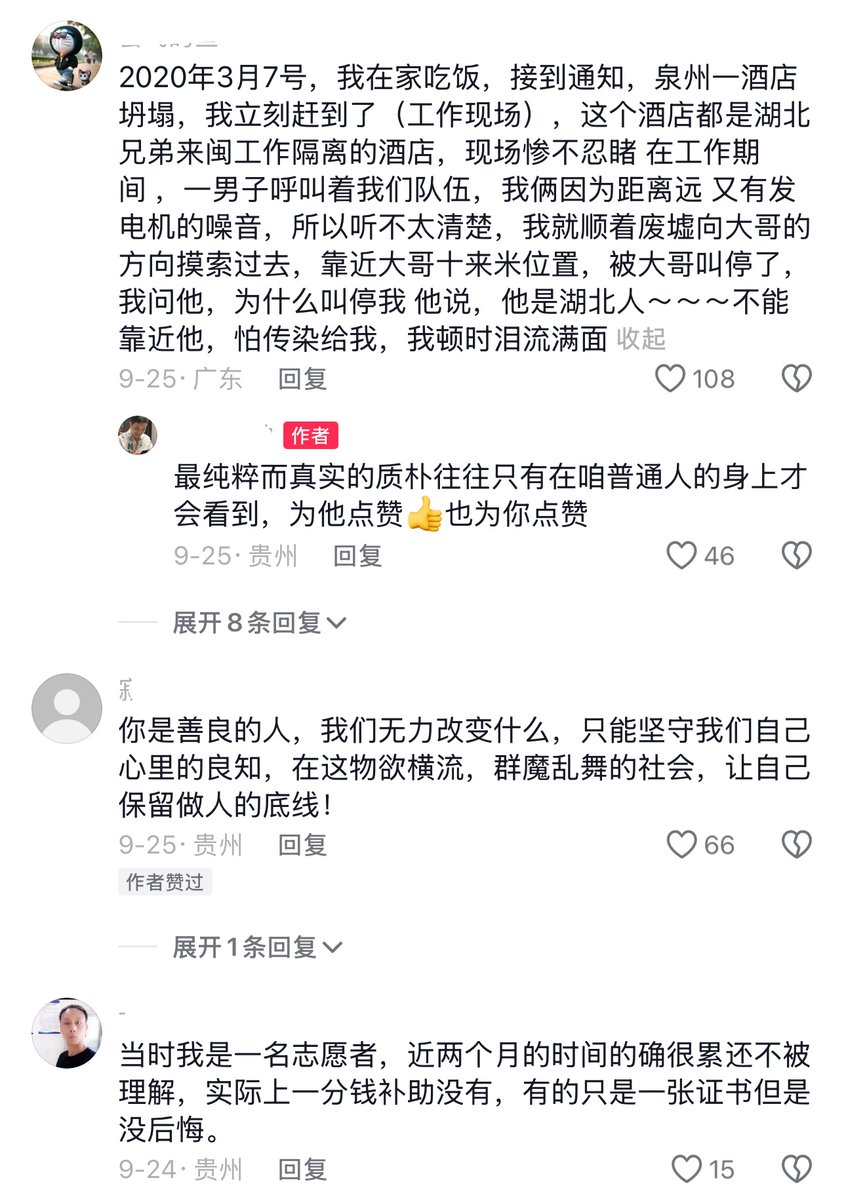 2020年3月7号，我在家吃饭，接到通知，泉州一酒店
坍塌，我立刻赶到了（工作现场），这个酒店都是湖北
兄弟来闽工作隔离的酒店，现场惨不忍睹 在工作期
间 ，一男子呼叫着我们队伍，我俩因为距离远 又有发
电机的噪音，所以听不太清楚，我就顺着废墟向大哥的
方向摸索过去，靠近大哥十来米位置，被大哥叫停了，
我问他，为什么叫停我 他说，他是湖北人～～～不能
靠近他，怕传染给我，我顿时泪流满面 收起
9-25· 广东 回复 108
作者
最纯粹而真实的质朴往往只有在咱普通人的身上才
会看到，为他点赞👍也为你点赞
9-25· 贵州 回复 46
展开 8 条回复
你是善良的人，我们无力改变什么，只能坚守我们自己
心里的良知，在这物欲横流，群魔乱舞的社会，让自己
保留做人的底线！
9-25· 贵州 回复 66
作者赞过
展开 1 条回复
当时我是一名志愿者，近两个月的时间的确很累还不被
理解，实际上一分钱补助没有，有的只是一张证书但是
没后悔。
9-24· 贵州 回复 15